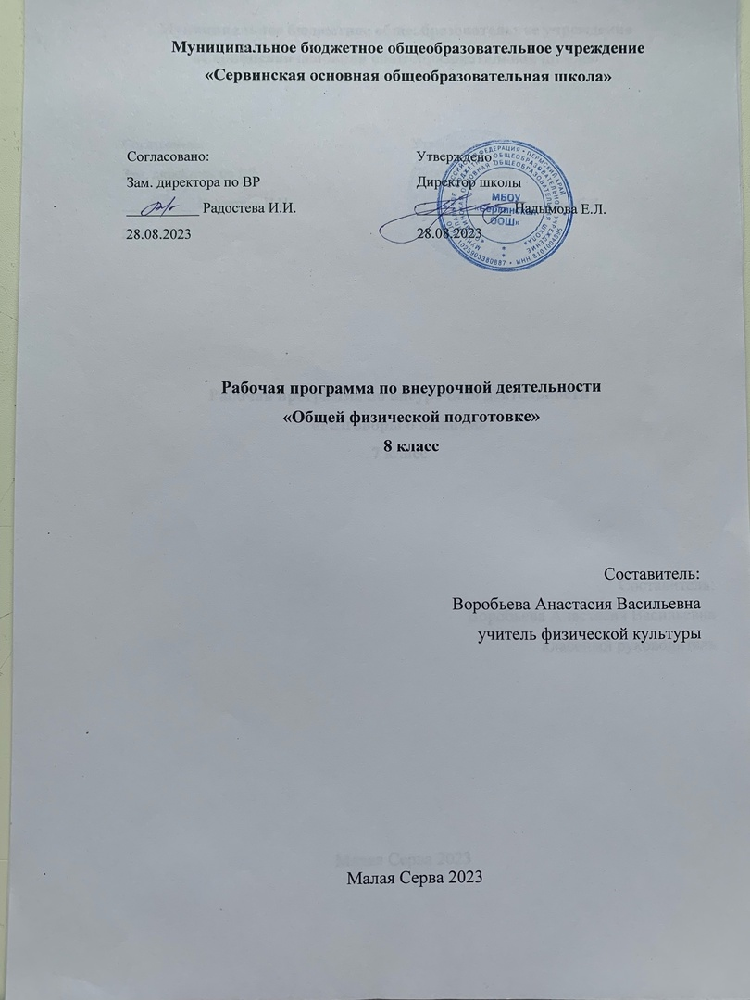 Муниципальное бюджетное общеобразовательное учреждение
«Сервинская основная общеобразовательная школа»
Согласовано:
Зам. директора по ВР
__________ Радостева И.И.
28.08.2023
Утверждено:
Директор школы
Надымова Е.Л.
28.08.2023
МБОУ
«Сервинская
ООШ»
Рабочая программа по внеурочной деятельности
«Общей физической подготовке»
8 класс
Составитель:
Воробьева Анастасия Васильевна
учитель физической культуры
Малая Серва 2023